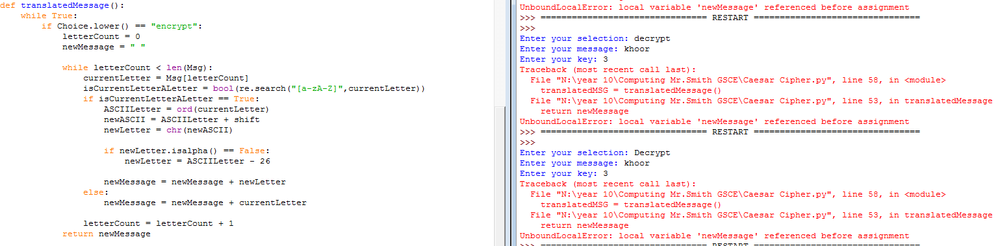 def translatedMessage():
    while True:
        if Choice.lower() == "encrypt":
            letterCount = 0
            newMessage = " "

            while letterCount < len(Msg):
                currentLetter = Msg[letterCount]
                isCurrentLetterALetter = bool(re.search("[a-zA-Z]",currentLetter))
                if isCurrentLetterALetter == True:
                    ASCIILetter = ord(currentLetter)
                    newASCII = ASCIILetter + shift
                    newLetter = chr(newASCII)

                    if newLetter.isalpha() == False:
                        newLetter = ASCIILetter - 26

                    newMessage = newMessage + newLetter
                else:
                    newMessage = newMessage + currentLetter

                letterCount = letterCount + 1
            return newMessage
UnboundLocalError: local variable 'newMessage' referenced before assignment
>>> ================================ RESTART ================================
>>>
Enter your selection: decrypt
Enter your message: khoor
Enter your key: 3
Traceback (most recent call last):
  File "N:\year 10\Computing Mr.Smith GSCE\Caesar Cipher.py", line 58, in <module>
    translatedMSG = translatedMessage()
  File "N:\year 10\Computing Mr.Smith GSCE\Caesar Cipher.py", line 53, in translatedMessage
    return newMessage
UnboundLocalError: local variable 'newMessage' referenced before assignment
>>> ================================ RESTART ================================
>>>
Enter your selection: Decrypt
Enter your message: khoor
Enter your key: 3
Traceback (most recent call last):
  File "N:\year 10\Computing Mr.Smith GSCE\Caesar Cipher.py", line 58, in <module>
    translatedMSG = translatedMessage()
  File "N:\year 10\Computing Mr.Smith GSCE\Caesar Cipher.py", line 53, in translatedMessage
    return newMessage
UnboundLocalError: local variable 'newMessage' referenced before assignment
>>> ================================ RESTART ================================